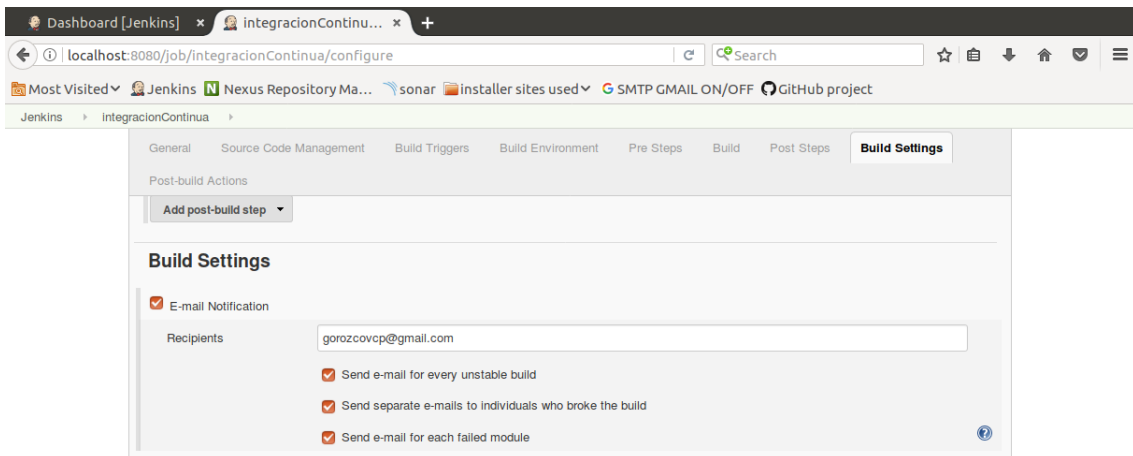 Dashboard [Jenkins] × integracionContinu... × +
localhost:8080/job/integracionContinua/configure Search
Most Visited Jenkins Nexus Repository Ma... sonar installer sites used SMTP GMAIL ON/OFF GitHub project
Jenkins integracionContinua
General Source Code Management Build Triggers Build Environment Pre Steps Build Post Steps Build Settings
Post-build Actions
Add post-build step
Build Settings
E-mail Notification
Recipients gorozcovcp@gmail.com
Send e-mail for every unstable build
Send separate e-mails to individuals who broke the build
Send e-mail for each failed module